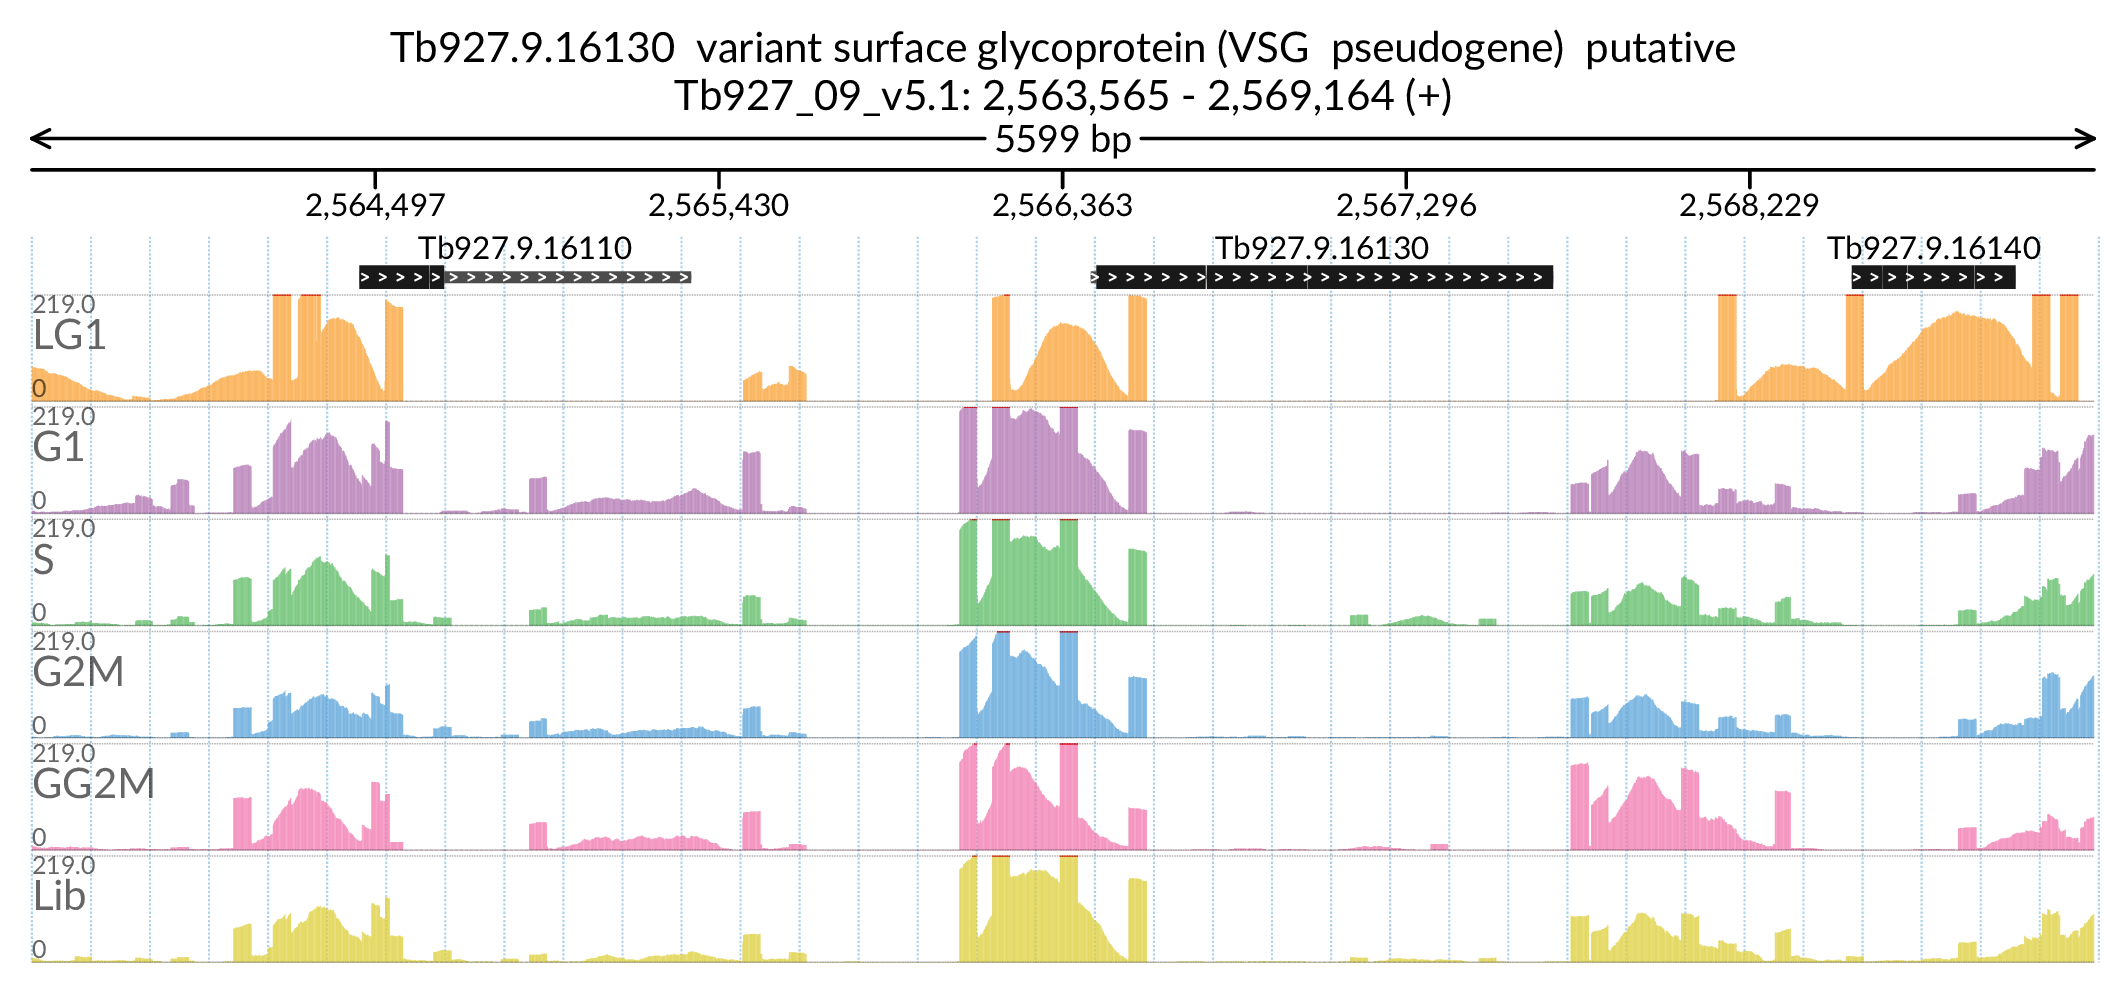 Tb927.9.16130  variant surface glycoprotein (VSG  pseudogene)  putative
Tb927_09_v5.1: 2,563,565 - 2,569,164 (+)
5599 bp
2,564,497 2,565,430 2,566,363 2,567,296 2,568,229
Tb927.9.16110 Tb927.9.16130 Tb927.9.16140
219.0
LG1
0
219.0
G1
0
219.0
S
0
219.0
G2M
0
219.0
GG2M
0
219.0
Lib
0